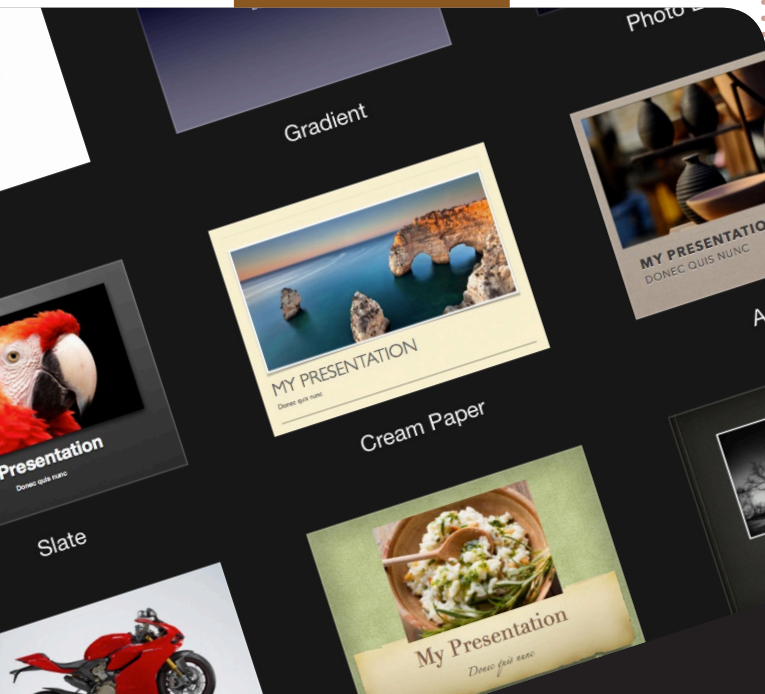 Photo
Gradient
MY PRESENTATIO
DONEC QUIS NUNC
A
MY PRESENTATION
Donec quis nunc
Cream Paper
Presentation
Donec quis nunc
Slate
My Presentation
Donec quis nunc